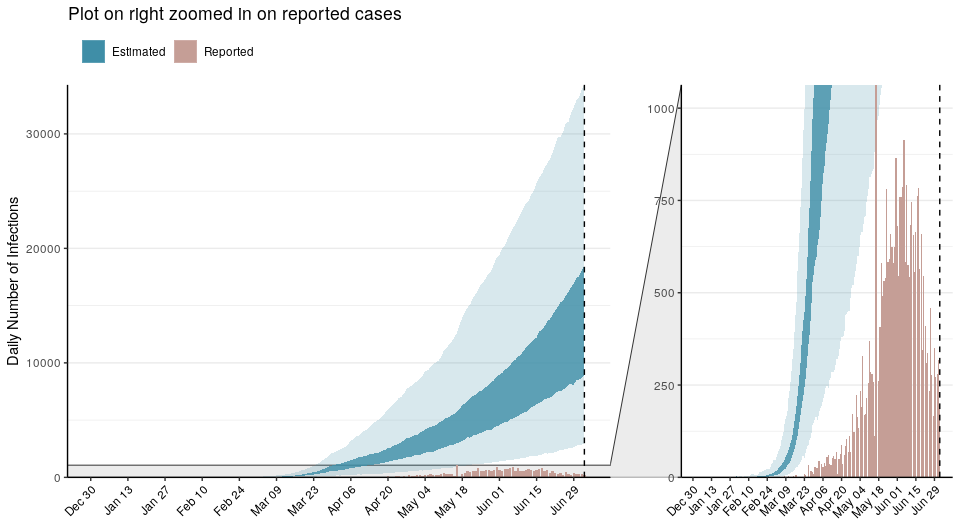 Plot on right zoomed in on reported cases
Estimated Reported
Daily Number of Infections
30000
20000
10000
0
Dec 30 Jan 13 Jan 27 Feb 10 Feb 24 Mar 09 Mar 23 Apr 06 Apr 20 May 04 May 18 Jun 01 Jun 15 Jun 29
1000
750
500
250
0
Dec 30 Jan 13 Jan 27 Feb 10 Feb 24 Mar 09 Mar 23 Apr 06 Apr 20 May 04 May 18 Jun 01 Jun 15 Jun 29